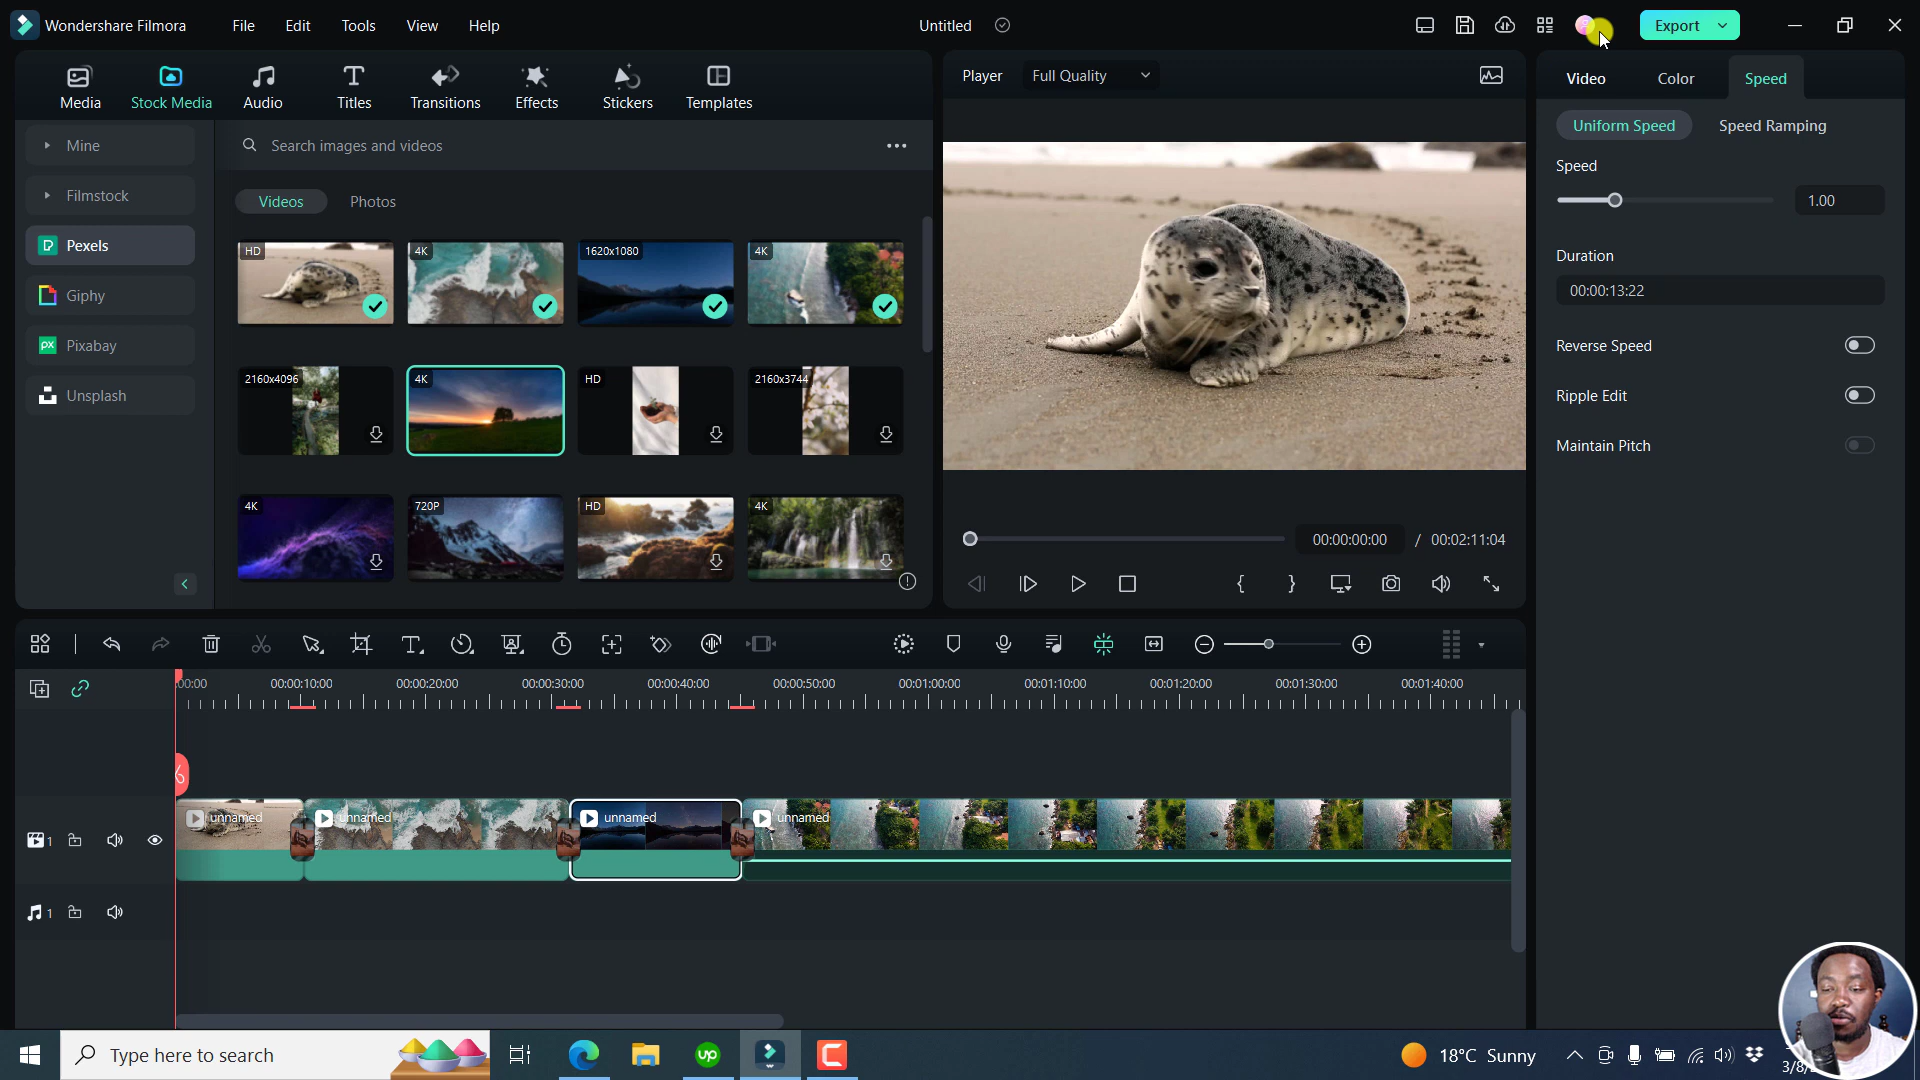 Wondershare Filmora
File Edit Tools View Help
Untitled
Export
Media Stock Media Audio Titles Transitions Effects Stickers Templates
Player Full Quality
Video Color Speed
Mine
Filmstock
Pexels
Giphy
Pixabay
Unsplash
Search images and videos
Videos Photos
HD 4K 1620x1080 4K
2160x4096 4K HD 2160x3744
4K 720P HD 4K
00:00:00:00 / 00:02:11:04
Uniform Speed Speed Ramping
Speed
1.00
Duration
00:00:13:22
Reverse Speed
Ripple Edit
Maintain Pitch
:00:00 00:00:10:00 00:00:20:00 00:00:30:00 00:00:40:00 00:00:50:00 00:01:00:00 00:01:10:00 00:01:20:00 00:01:30:00 00:01:40:00
unnamed unnamed unnamed unnamed
1
1
Type here to search
up
18°C Sunny
3/8/